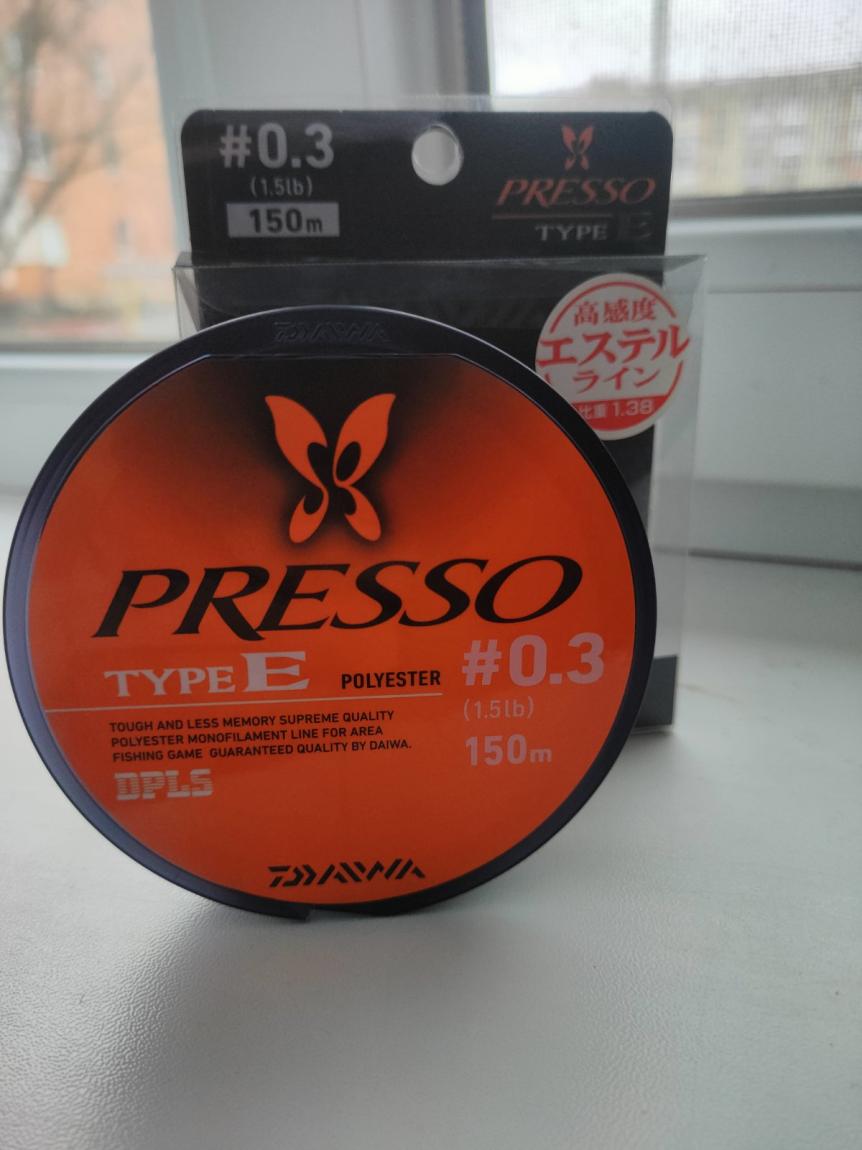 #0.3
(1.5lb)
150m
PRESSO
TYPE E
高感度
エステル
ライン
比重 1.38
DAIWA
PRESSO
TYPE E POLYESTER
#0.3
(1.5lb)
150m
TOUGH AND LESS MEMORY SUPREME QUALITY
POLYESTER MONOFILAMENT LINE FOR AREA
FISHING GAME GUARANTEED QUALITY BY DAIWA.
DPLS
DAIWA